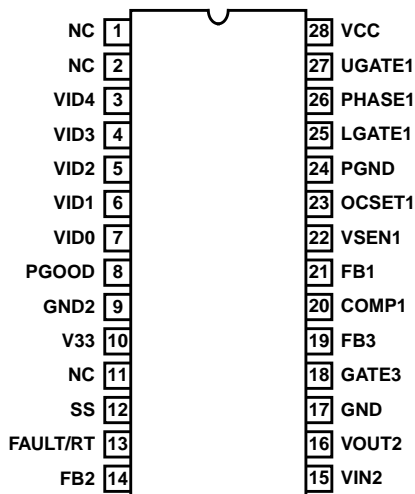 NC 1 28 VCC
NC 2 27 UGATE1
VID4 3 26 PHASE1
VID3 4 25 LGATE1
VID2 5 24 PGND
VID1 6 23 OCSET1
VID0 7 22 VSEN1
PGOOD 8 21 FB1
GND2 9 20 COMP1
V33 10 19 FB3
NC 11 18 GATE3
SS 12 17 GND
FAULT/RT 13 16 VOUT2
FB2 14 15 VIN2